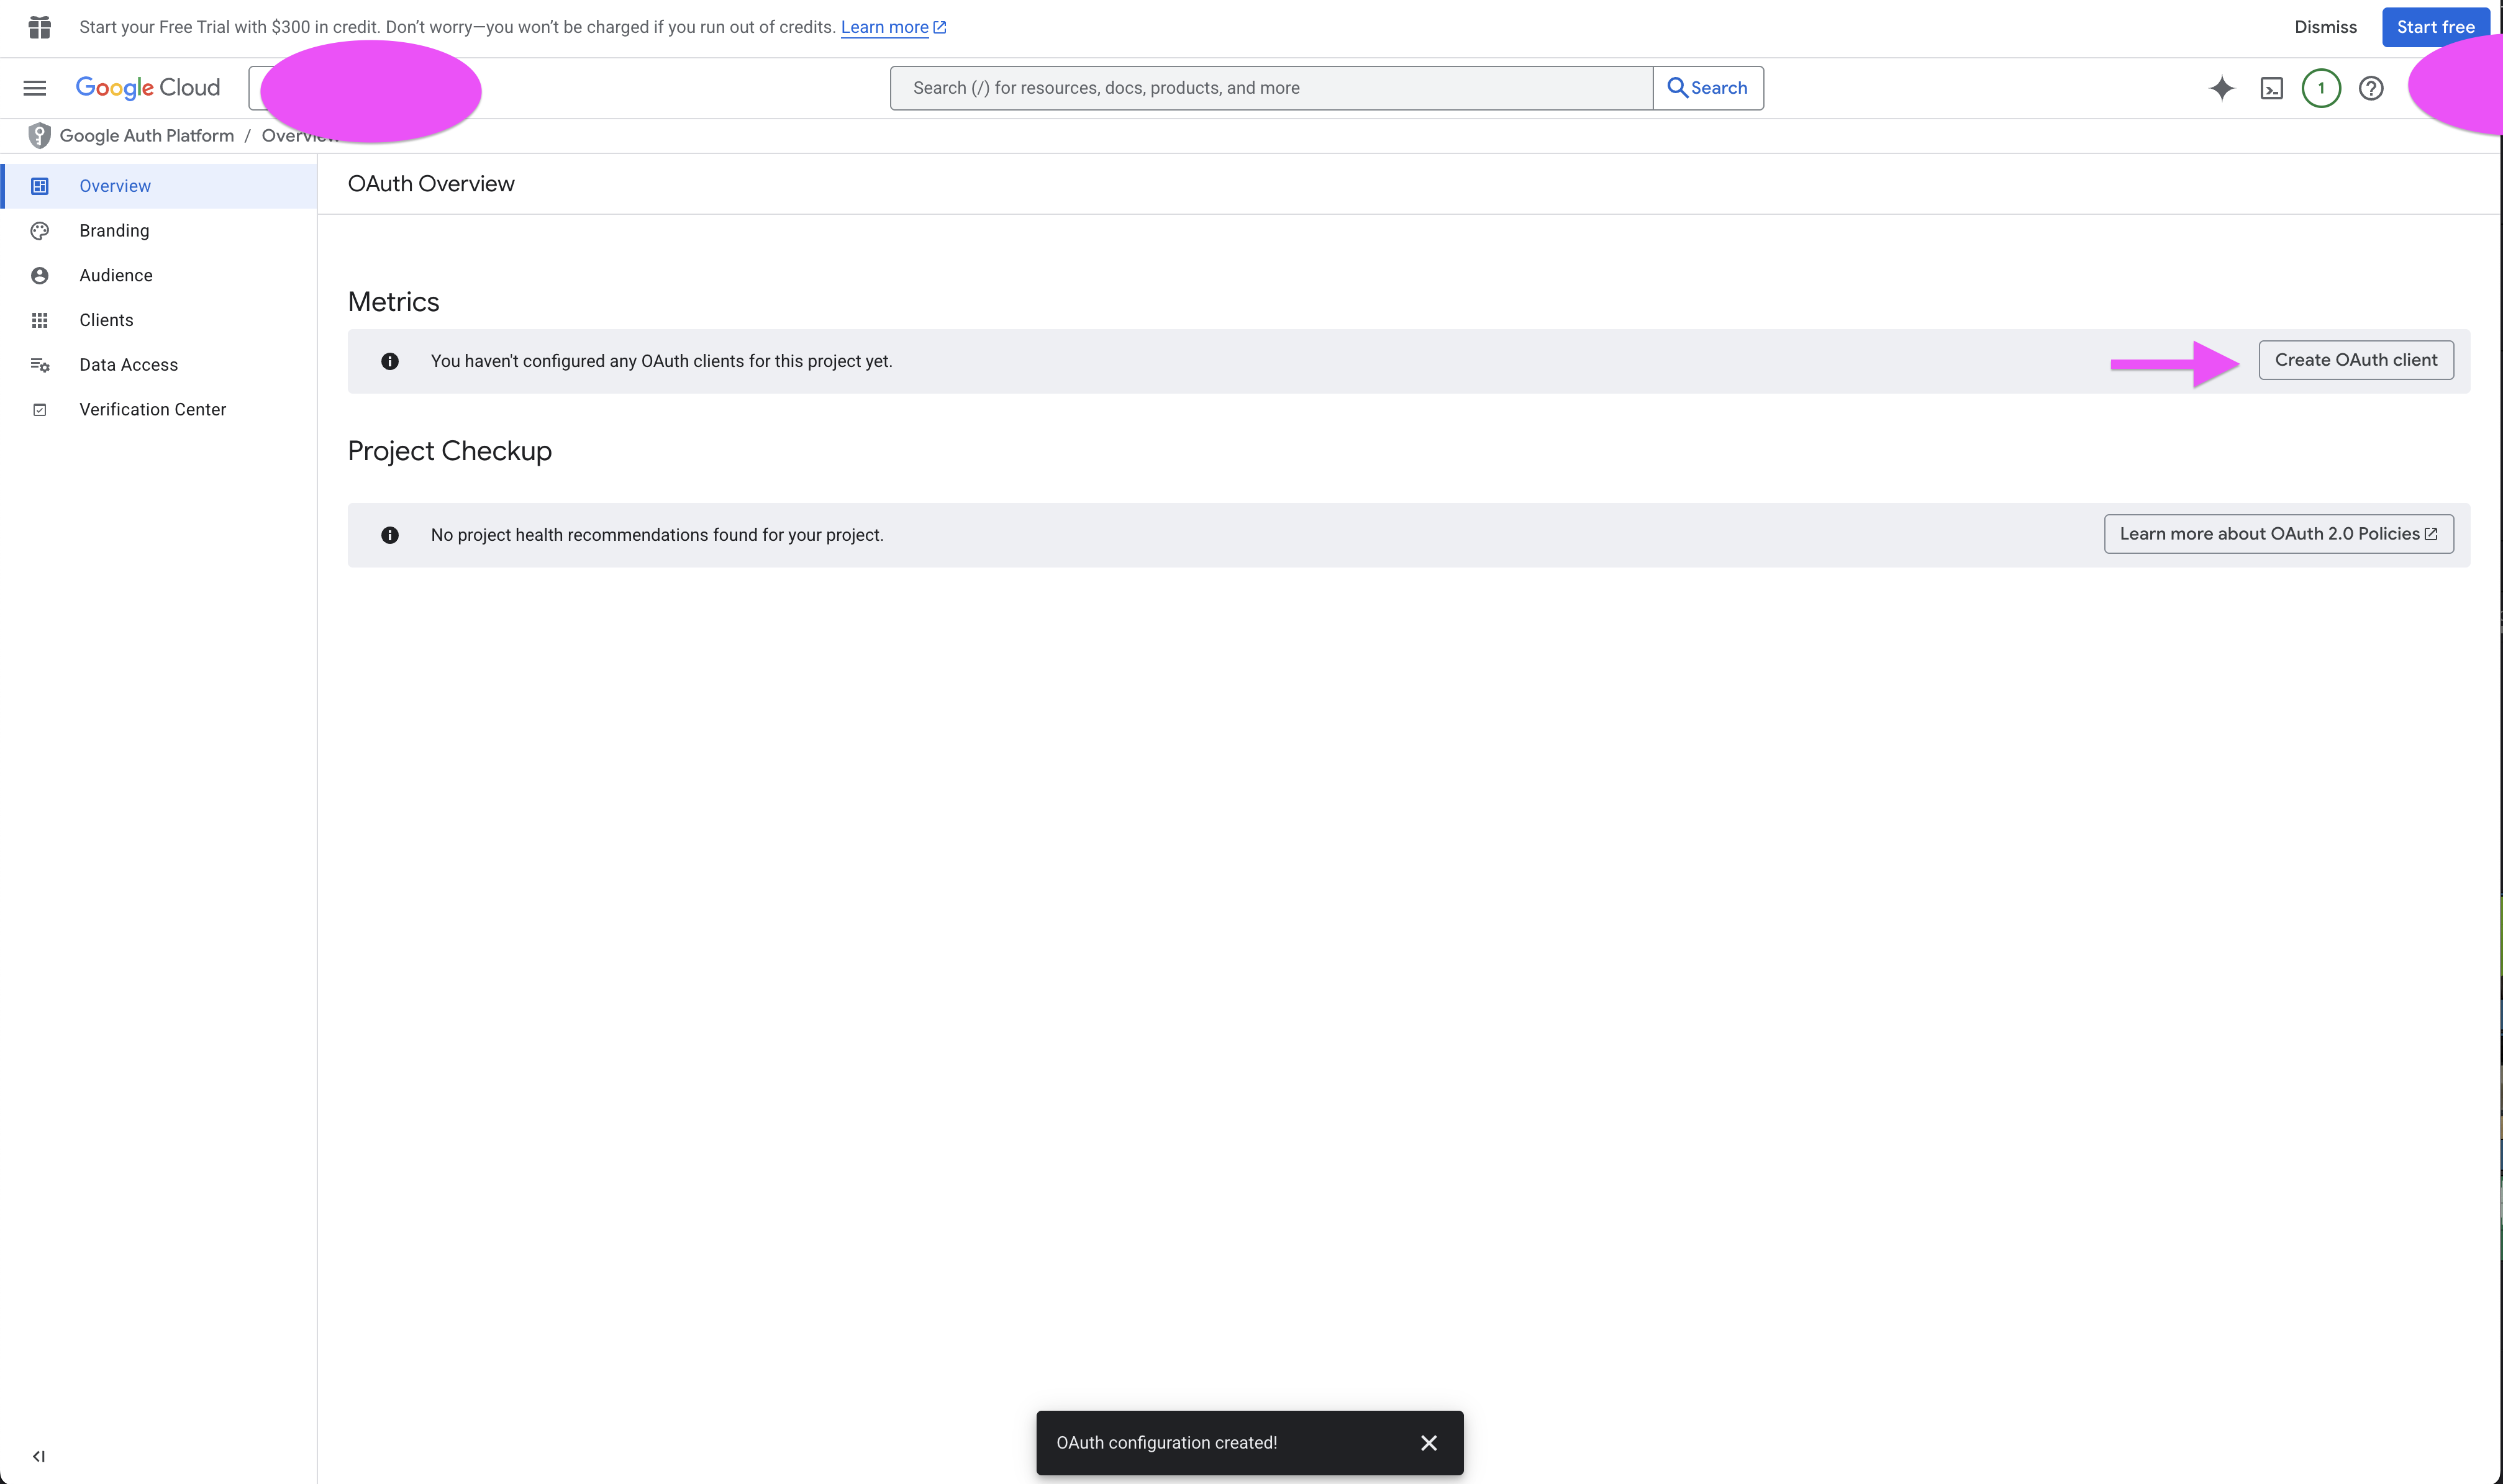 Start your Free Trial with $300 in credit. Don’t worry—you won’t be charged if you run out of credits. Learn more
Dismiss
Start free
Google Cloud
Search (/) for resources, docs, products, and more
Search
1
Google Auth Platform / Overview
Overview
Branding
Audience
Clients
Data Access
Verification Center
OAuth Overview
Metrics
You haven't configured any OAuth clients for this project yet.
Create OAuth client
Project Checkup
No project health recommendations found for your project.
Learn more about OAuth 2.0 Policies
OAuth configuration created!